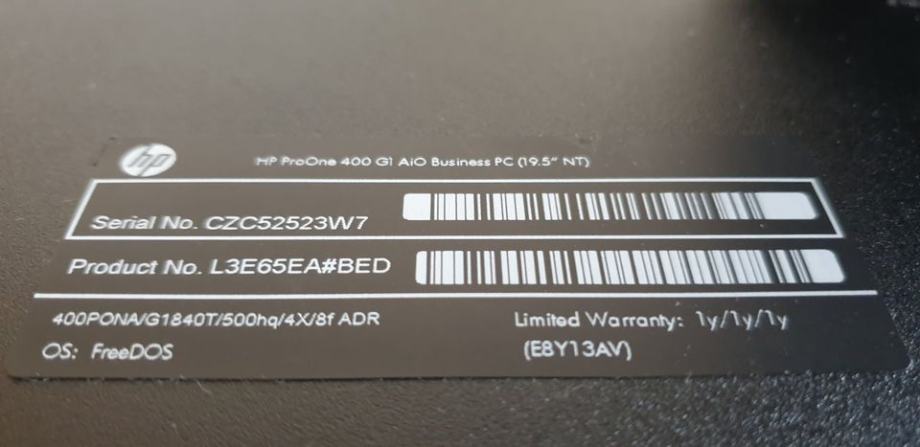 hp
HP ProOne 400 G1 AiO Business PC (19.5" NT)
Serial No. CZC52523W7
Product No. L3E65EA#BED
400PONA/G1840T/500hq/4X/8f ADR
Limited Warranty: 1y/1y/1y
OS: FreeDOS
(E8Y13AV)